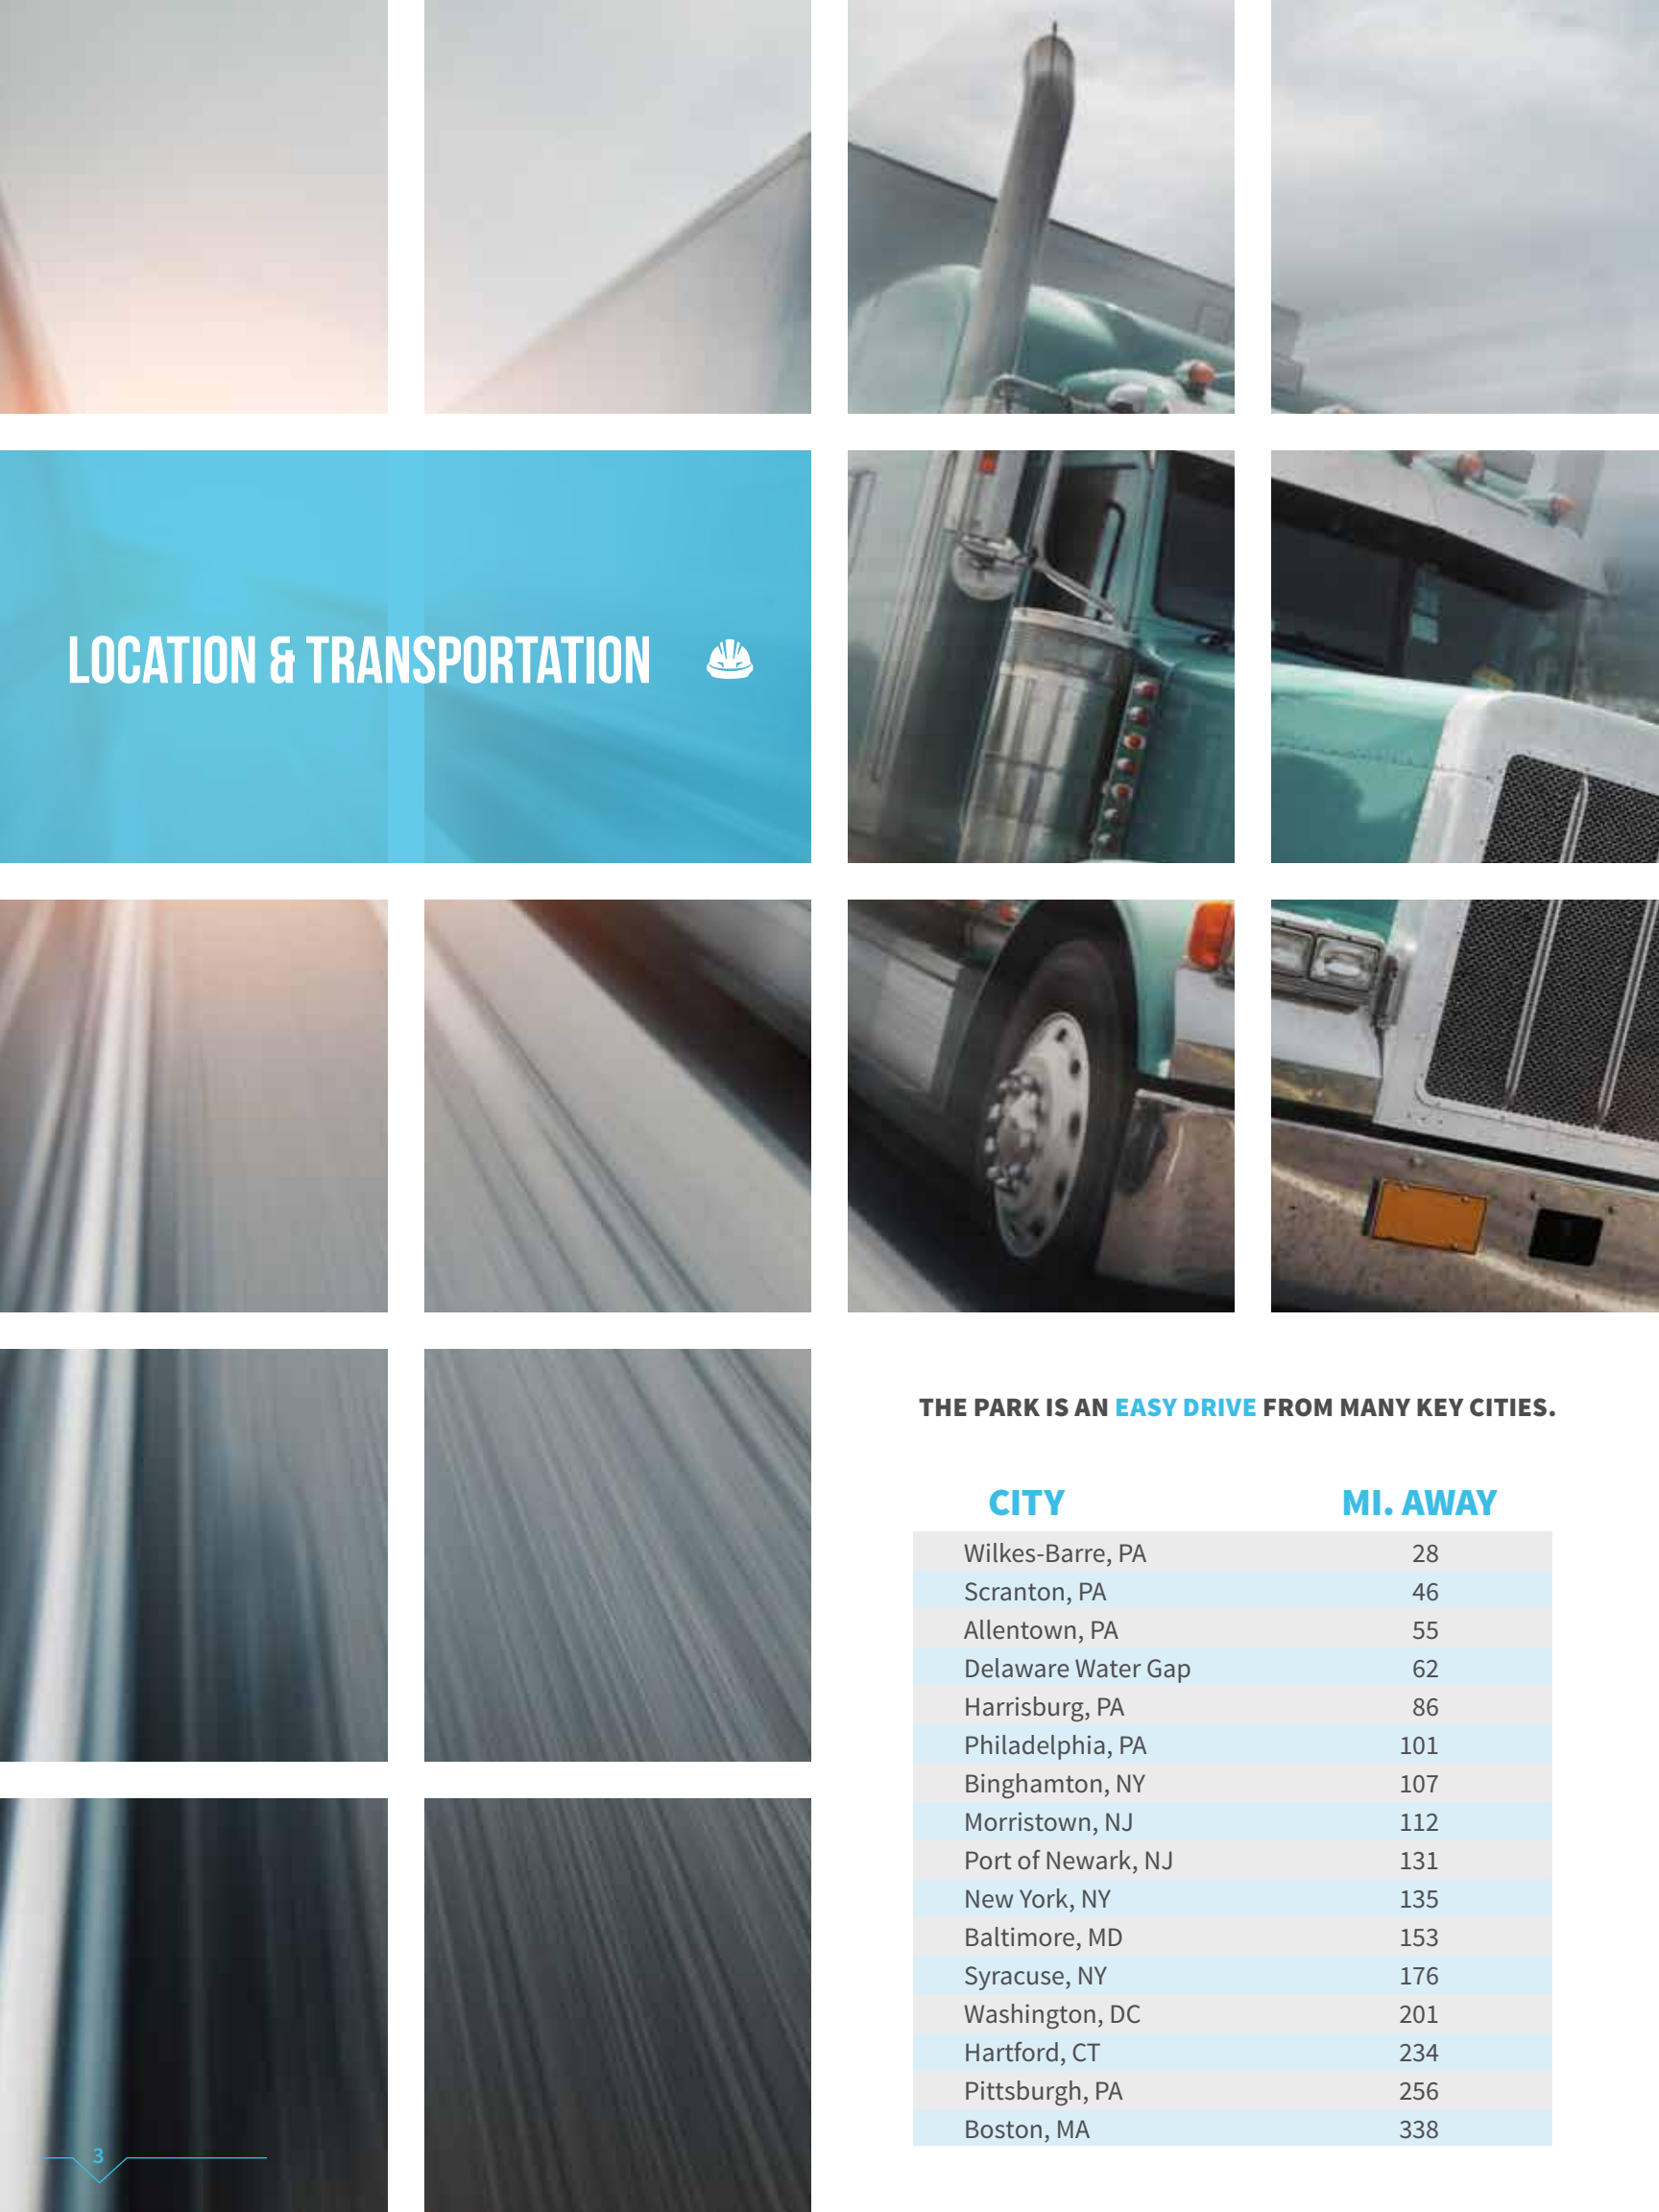 LOCATION & TRANSPORTATION
THE PARK IS AN EASY DRIVE FROM MANY KEY CITIES.
CITY MI. AWAY
Wilkes-Barre, PA 28
Scranton, PA 46
Allentown, PA 55
Delaware Water Gap 62
Harrisburg, PA 86
Philadelphia, PA 101
Binghamton, NY 107
Morristown, NJ 112
Port of Newark, NJ 131
New York, NY 135
Baltimore, MD 153
Syracuse, NY 176
Washington, DC 201
Hartford, CT 234
Pittsburgh, PA 256
Boston, MA 338
3